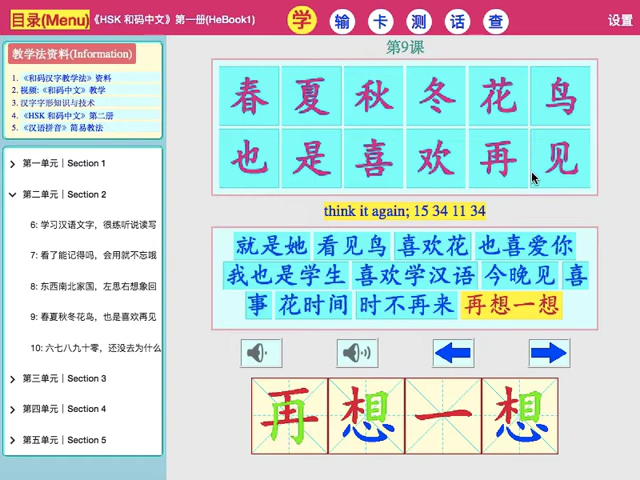 目录(Menu)《HSK 和码中文》第一册(HeBook1) 学 输 卡 测 话 查 设置
教学法资料(Information)
1. 《和码汉字教学法》资料
2. 视频:《和码中文》教学
3. 汉字字形知识与技术
4. 《HSK 和码中文》第二册
5. 《汉语拼音》简易教法
第一单元｜Section 1
第二单元｜Section 2
6: 学习汉语文字，很练听说读写
7: 看了能记得吗，会用就不忘哦
8: 东西南北家国，左思右想象回
9: 春夏秋冬花鸟，也是喜欢再见
10: 六七八九十零，还没去为什么
第三单元｜Section 3
第四单元｜Section 4
第五单元｜Section 5
第9课
春 夏 秋 冬 花 鸟
也 是 喜 欢 再 见
think it again; 15 34 11 34
就是她 看见鸟 喜欢花 也喜爱你
我也是学生 喜欢学汉语 今晚见 喜
事 花时间 时不再来 再想一想
再 想 一 想